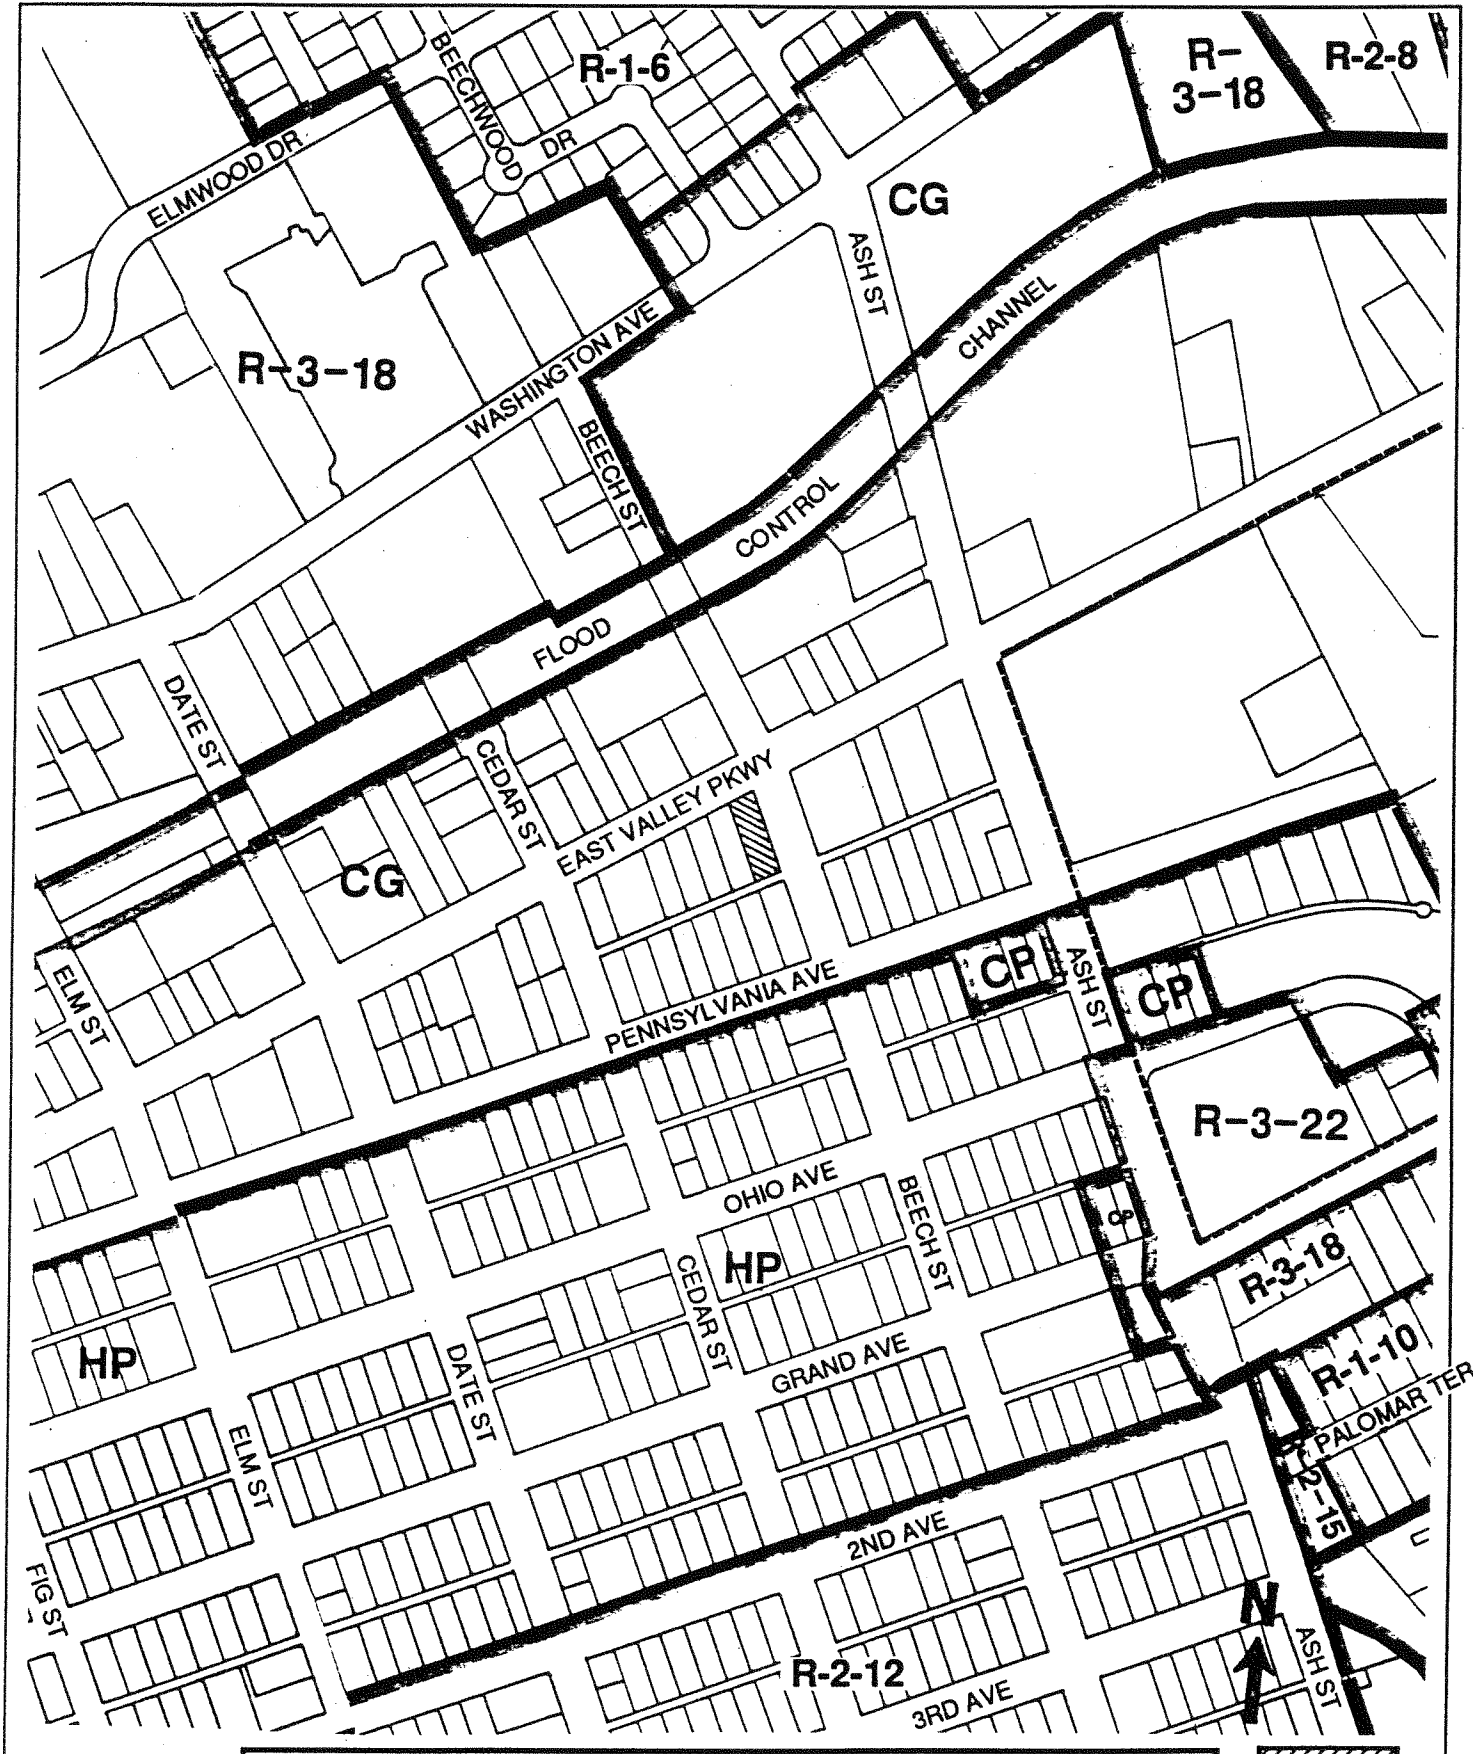 R-1-6
R-
3-18
R-2-8
BEECHWOOD
DR
ELMWOOD DR
CG
ASH ST
CHANNEL
R-3-18
WASHINGTON AVE
BEECH ST
CONTROL
FLOOD
DATE ST
CEDAR ST
EAST VALLEY PKWY
CG
ELM ST
PENNSYLVANIA AVE
CP
ASH ST
CP
R-3-22
OHIO AVE
BEECH ST
CP
HP
CEDAR ST
R-3-18
HP
DATE ST
GRAND AVE
R-1-10
PALOMAR TER
ELM ST
R-2-15
2ND AVE
FIG ST
N
R-2-12
ASH ST
3RD AVE